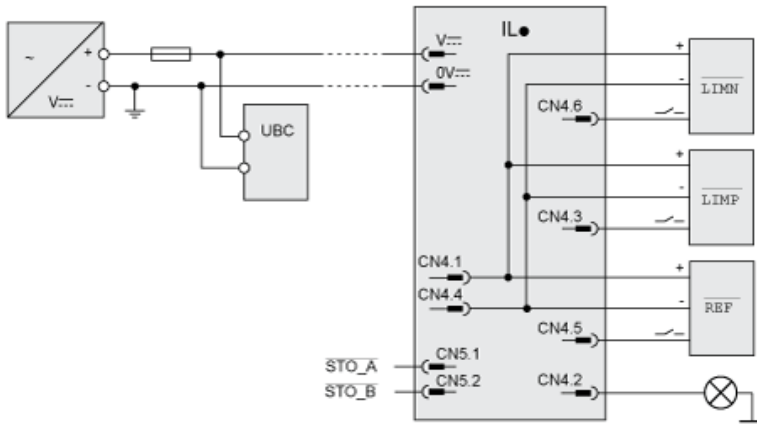 ~
+
-
V⎓
UBC
IL●
V⎓
0V⎓
CN4.6
+
-
LIMN
CN4.3
+
-
LIMP
CN4.1
CN4.4
CN4.5
+
-
REF
STO_A
CN5.1
STO_B
CN5.2
CN4.2